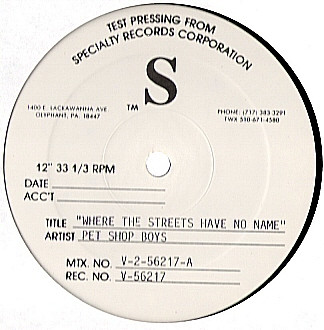 TEST PRESSING FROM
SPECIALTY RECORDS CORPORATION
S
TM
1400 E. LACKAWANNA AVE.
OLYPHANT, PA. 18447
PHONE: (717) 383-3291
TWX 510-671-4580
12" 33 1/3 RPM
DATE
ACC'T
TITLE "WHERE THE STREETS HAVE NO NAME"
ARTIST PET SHOP BOYS
MTX. NO. V-2-56217-A
REC. NO. V-56217